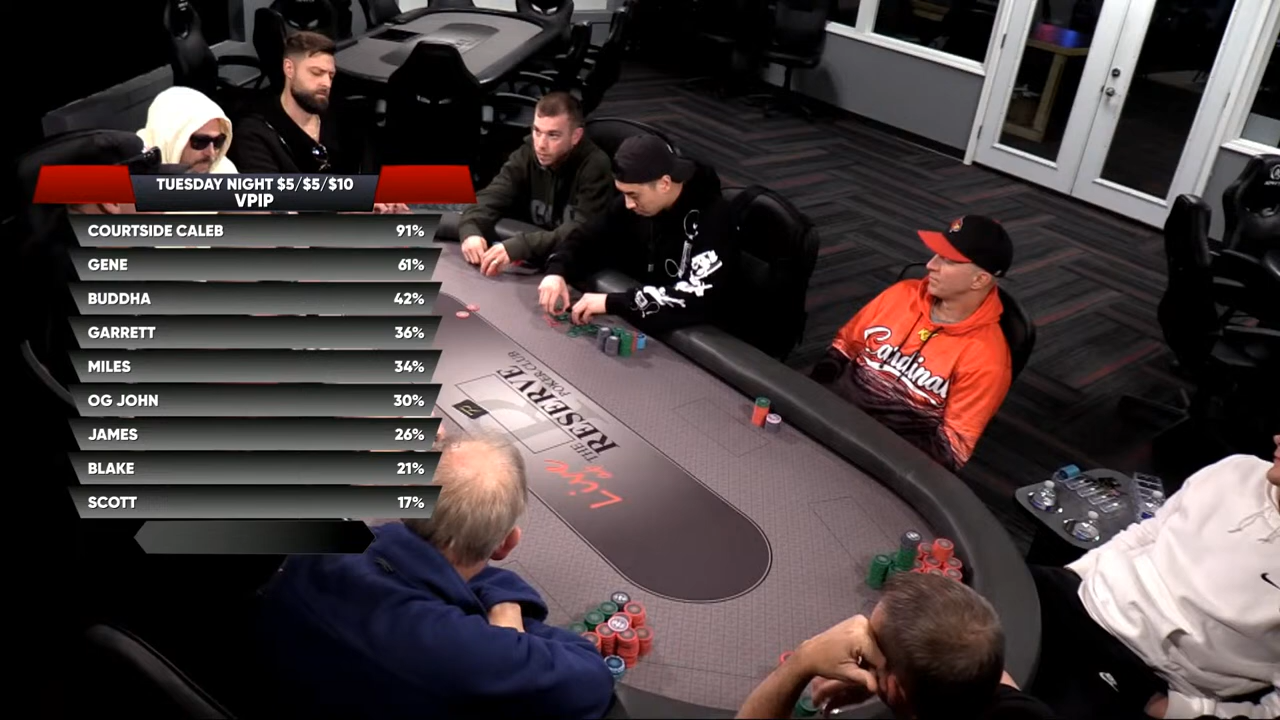 TUESDAY NIGHT $5/$5/$10
VPIP
COURTSIDE CALEB 91%
GENE 61%
BUDDHA 42%
GARRETT 36%
MILES 34%
OG JOHN 30%
JAMES 26%
BLAKE 21%
SCOTT 17%
Cardinals
Live at
THE
RESERVE
POKER CLUB